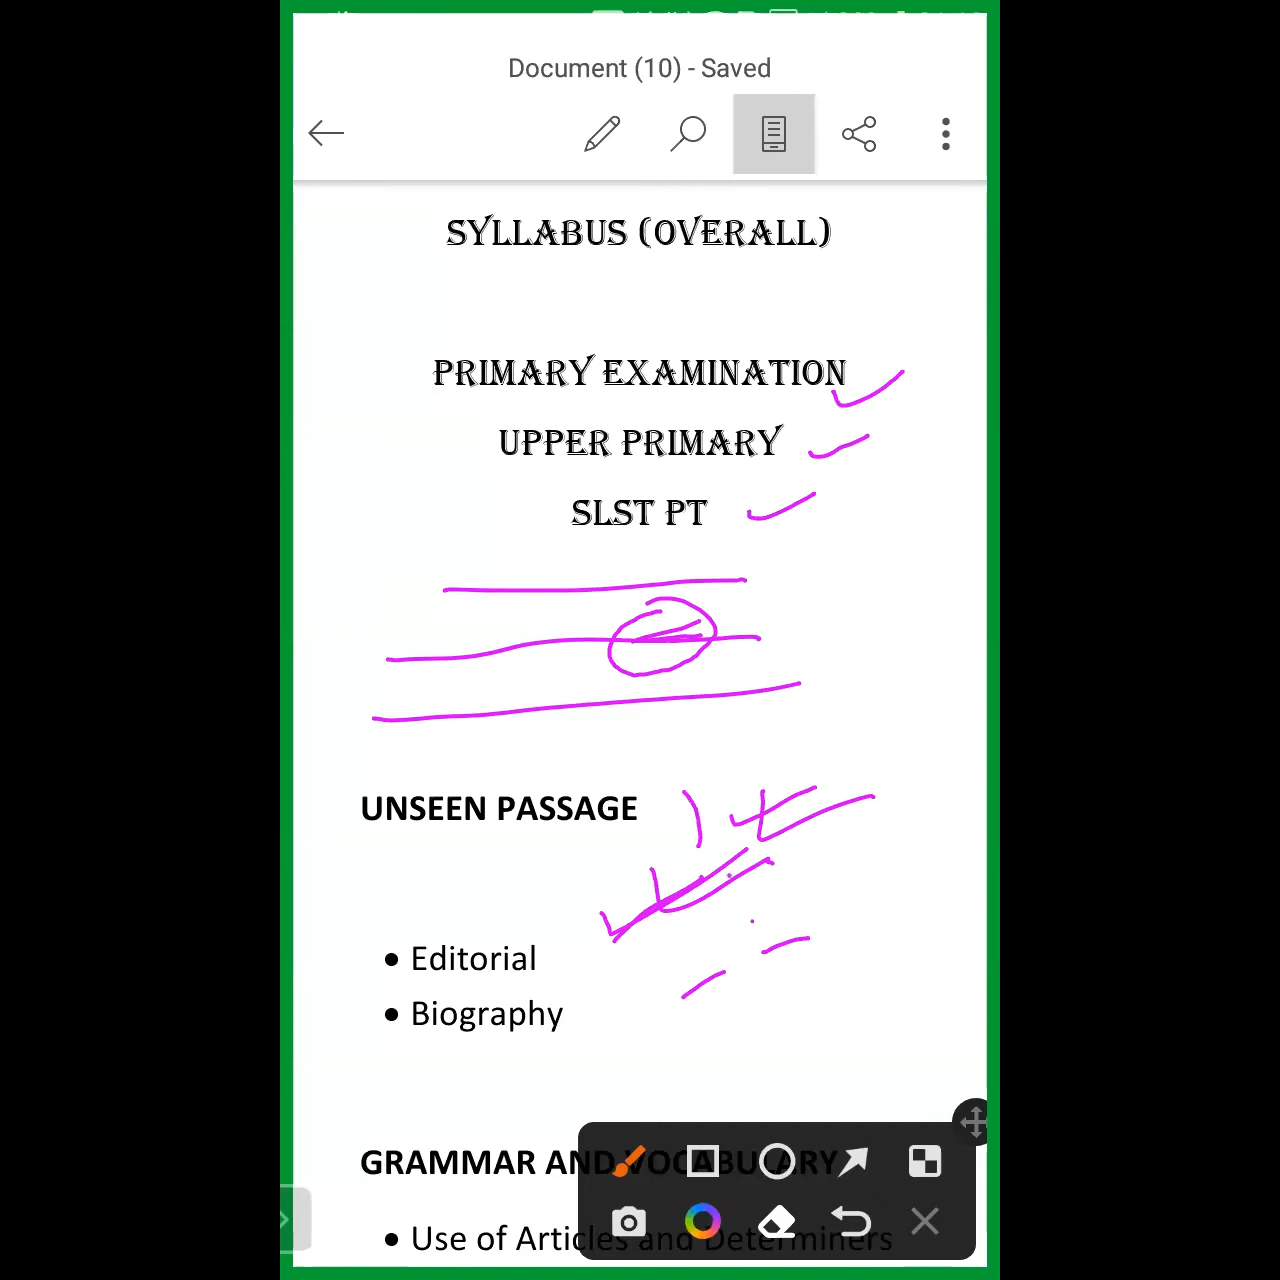 Document (10) - Saved
SYLLABUS (OVERALL)
PRIMARY EXAMINATION
UPPER PRIMARY
SLST PT
UNSEEN PASSAGE
• Editorial
• Biography
GRAMMAR AND VOCABULARY
• Use of Articles and Determiners